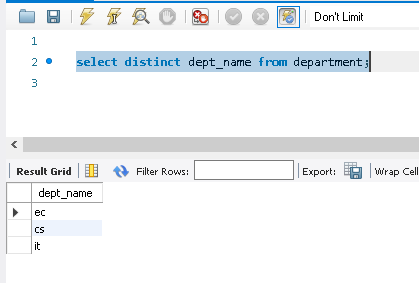 Don't Limit
1
2 select distinct dept_name from department;
3
Result Grid Filter Rows: Export: Wrap Cell
dept_name
ec
cs
it